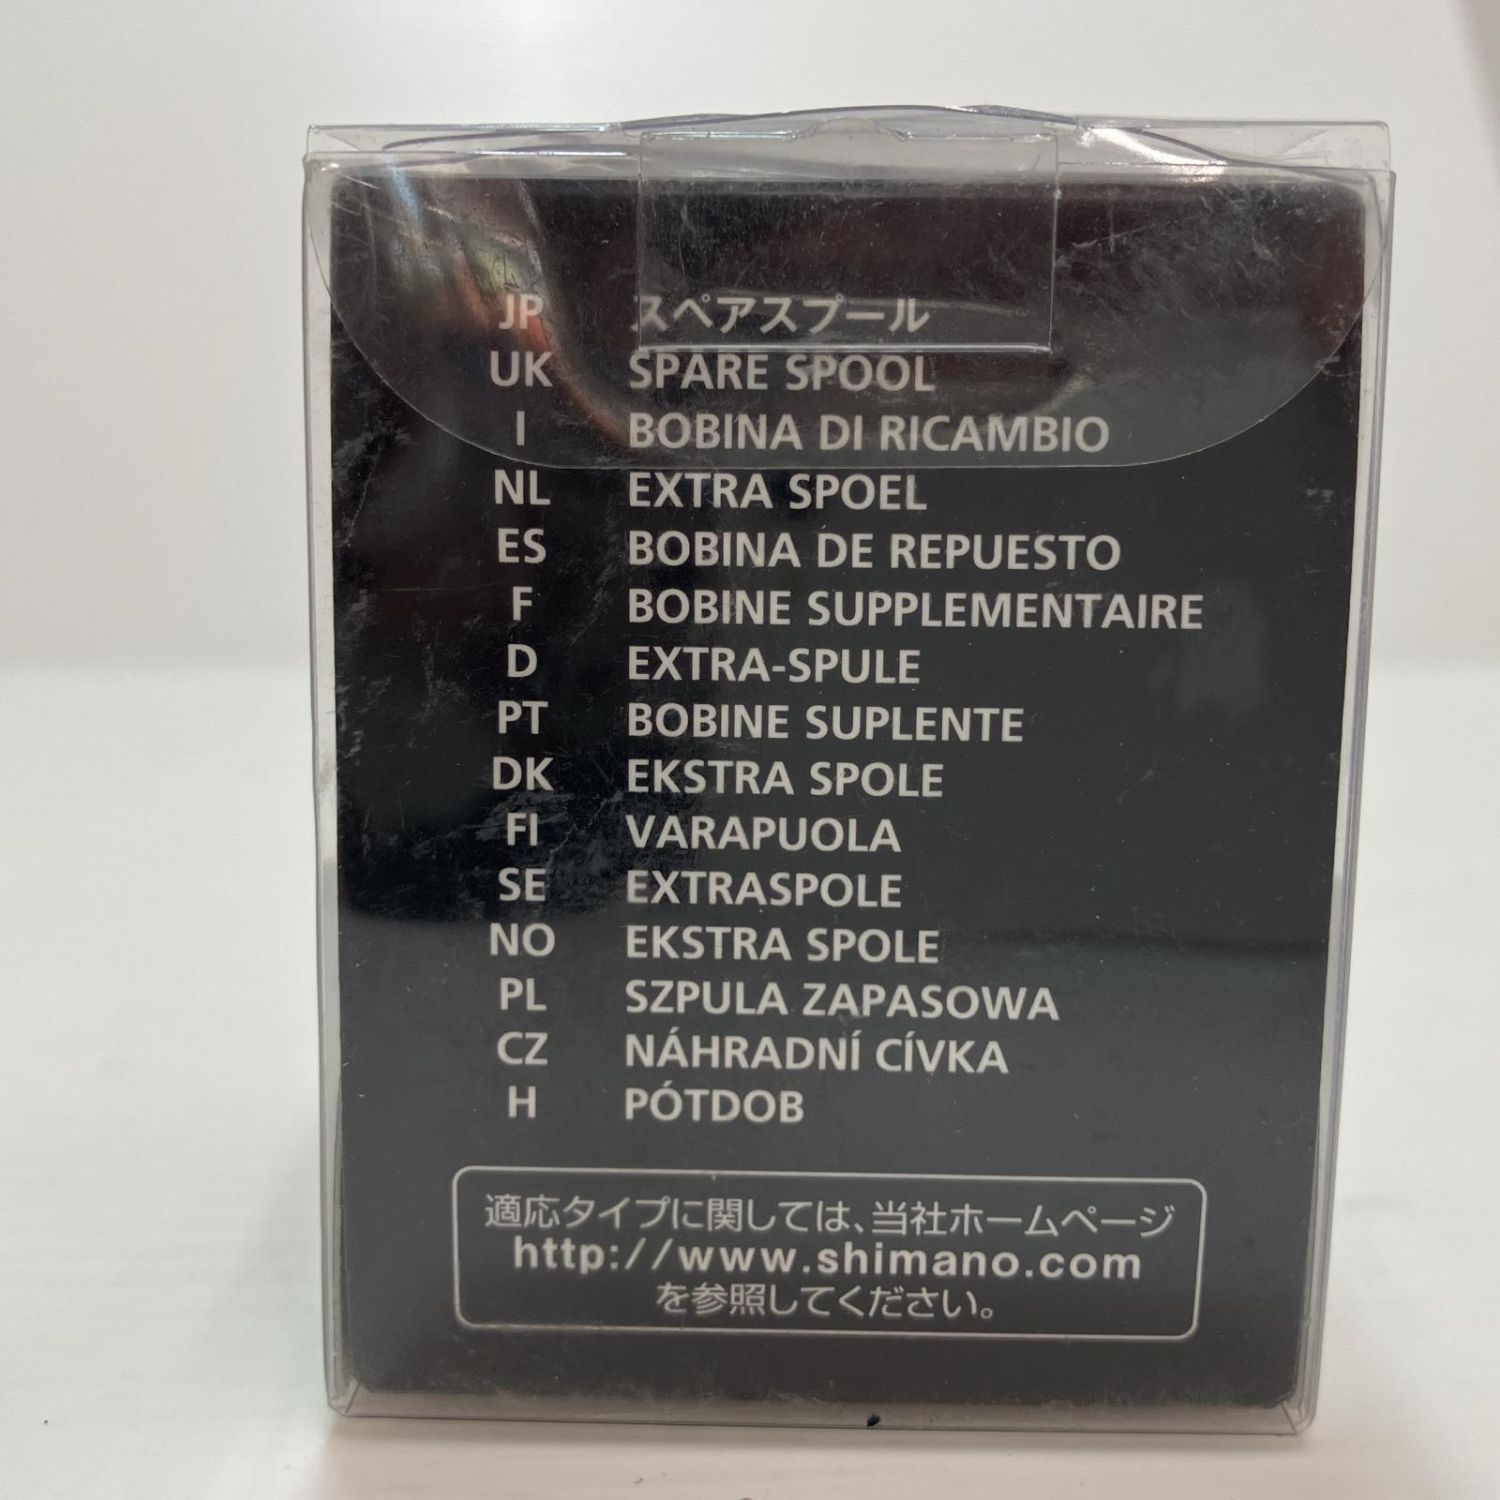 JP スペアスプール
UK SPARE SPOOL
I BOBINA DI RICAMBIO
NL EXTRA SPOEL
ES BOBINA DE REPUESTO
F BOBINE SUPPLEMENTAIRE
D EXTRA-SPULE
PT BOBINE SUPLENTE
DK EKSTRA SPOLE
FI VARAPUOLA
SE EXTRASPOLE
NO EKSTRA SPOLE
PL SZPULA ZAPASOWA
CZ NÁHRADNÍ CÍVKA
H PÓTDOB
適応タイプに関しては、当社ホームページ
http://www.shimano.com
を参照してください。